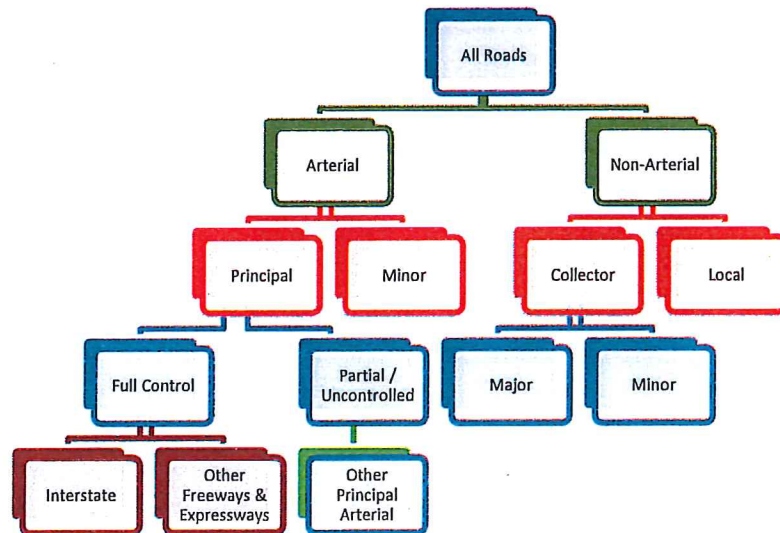 All Roads
Arterial
Non-Arterial
Principal
Minor
Collector
Local
Full Control
Partial /
Uncontrolled
Major
Minor
Interstate
Other
Freeways &
Expressways
Other
Principal
Arterial